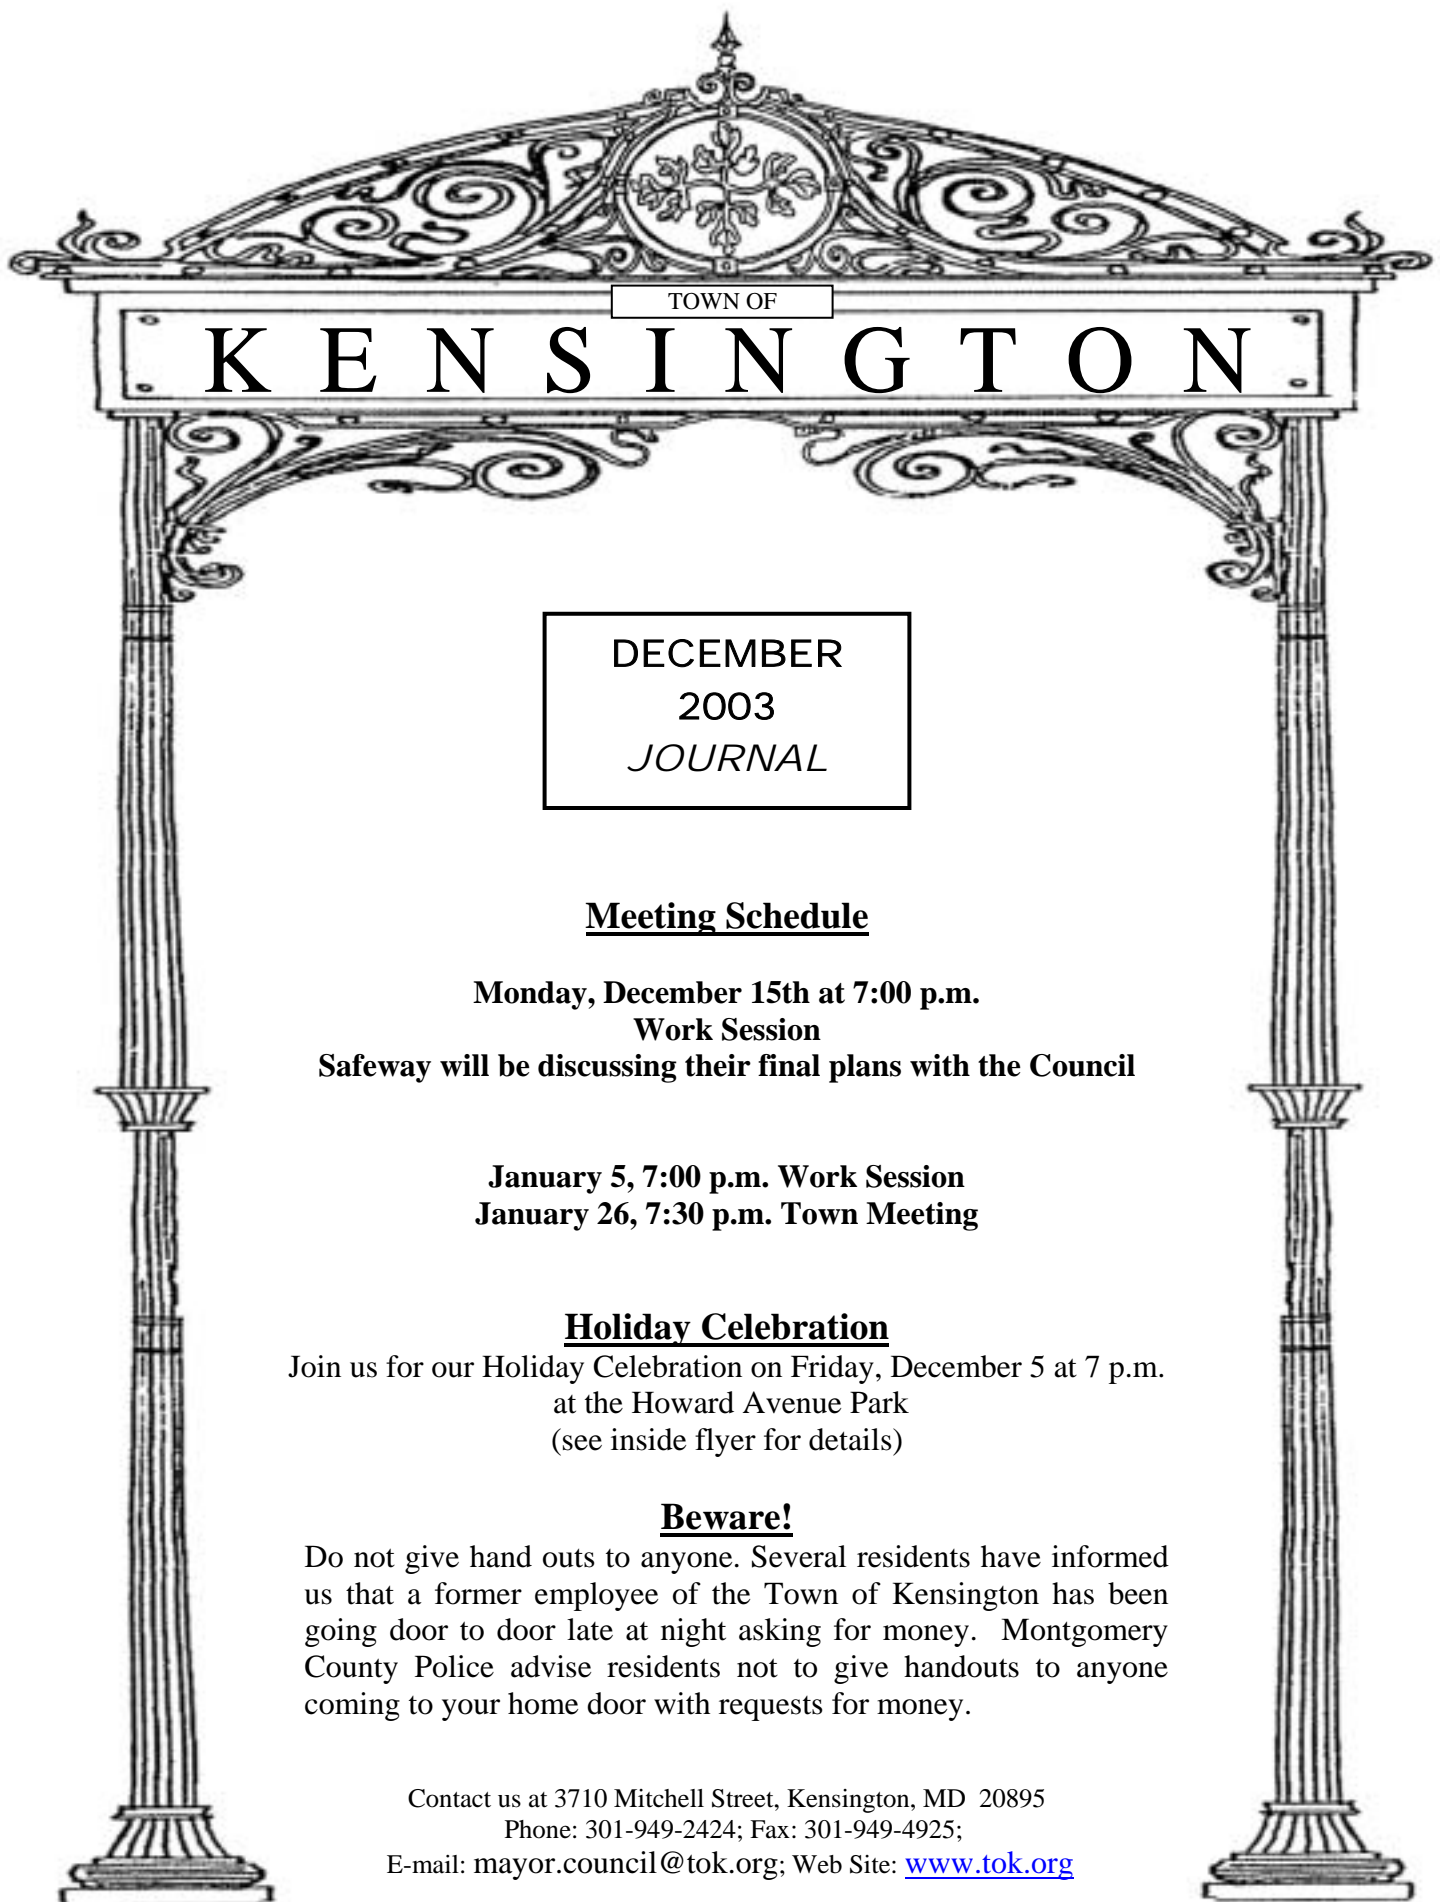 TOWN OF
KENSINGTON
DECEMBER
2003
JOURNAL
Meeting Schedule
Monday, December 15th at 7:00 p.m.
Work Session
Safeway will be discussing their final plans with the Council
January 5, 7:00 p.m. Work Session
January 26, 7:30 p.m. Town Meeting
Holiday Celebration
Join us for our Holiday Celebration on Friday, December 5 at 7 p.m.
at the Howard Avenue Park
(see inside flyer for details)
Beware!
Do not give hand outs to anyone. Several residents have informed
us that a former employee of the Town of Kensington has been
going door to door late at night asking for money.  Montgomery
County Police advise residents not to give handouts to anyone
coming to your home door with requests for money.
Contact us at 3710 Mitchell Street, Kensington, MD  20895
Phone: 301-949-2424; Fax: 301-949-4925;
E-mail: mayor.council@tok.org; Web Site: www.tok.org